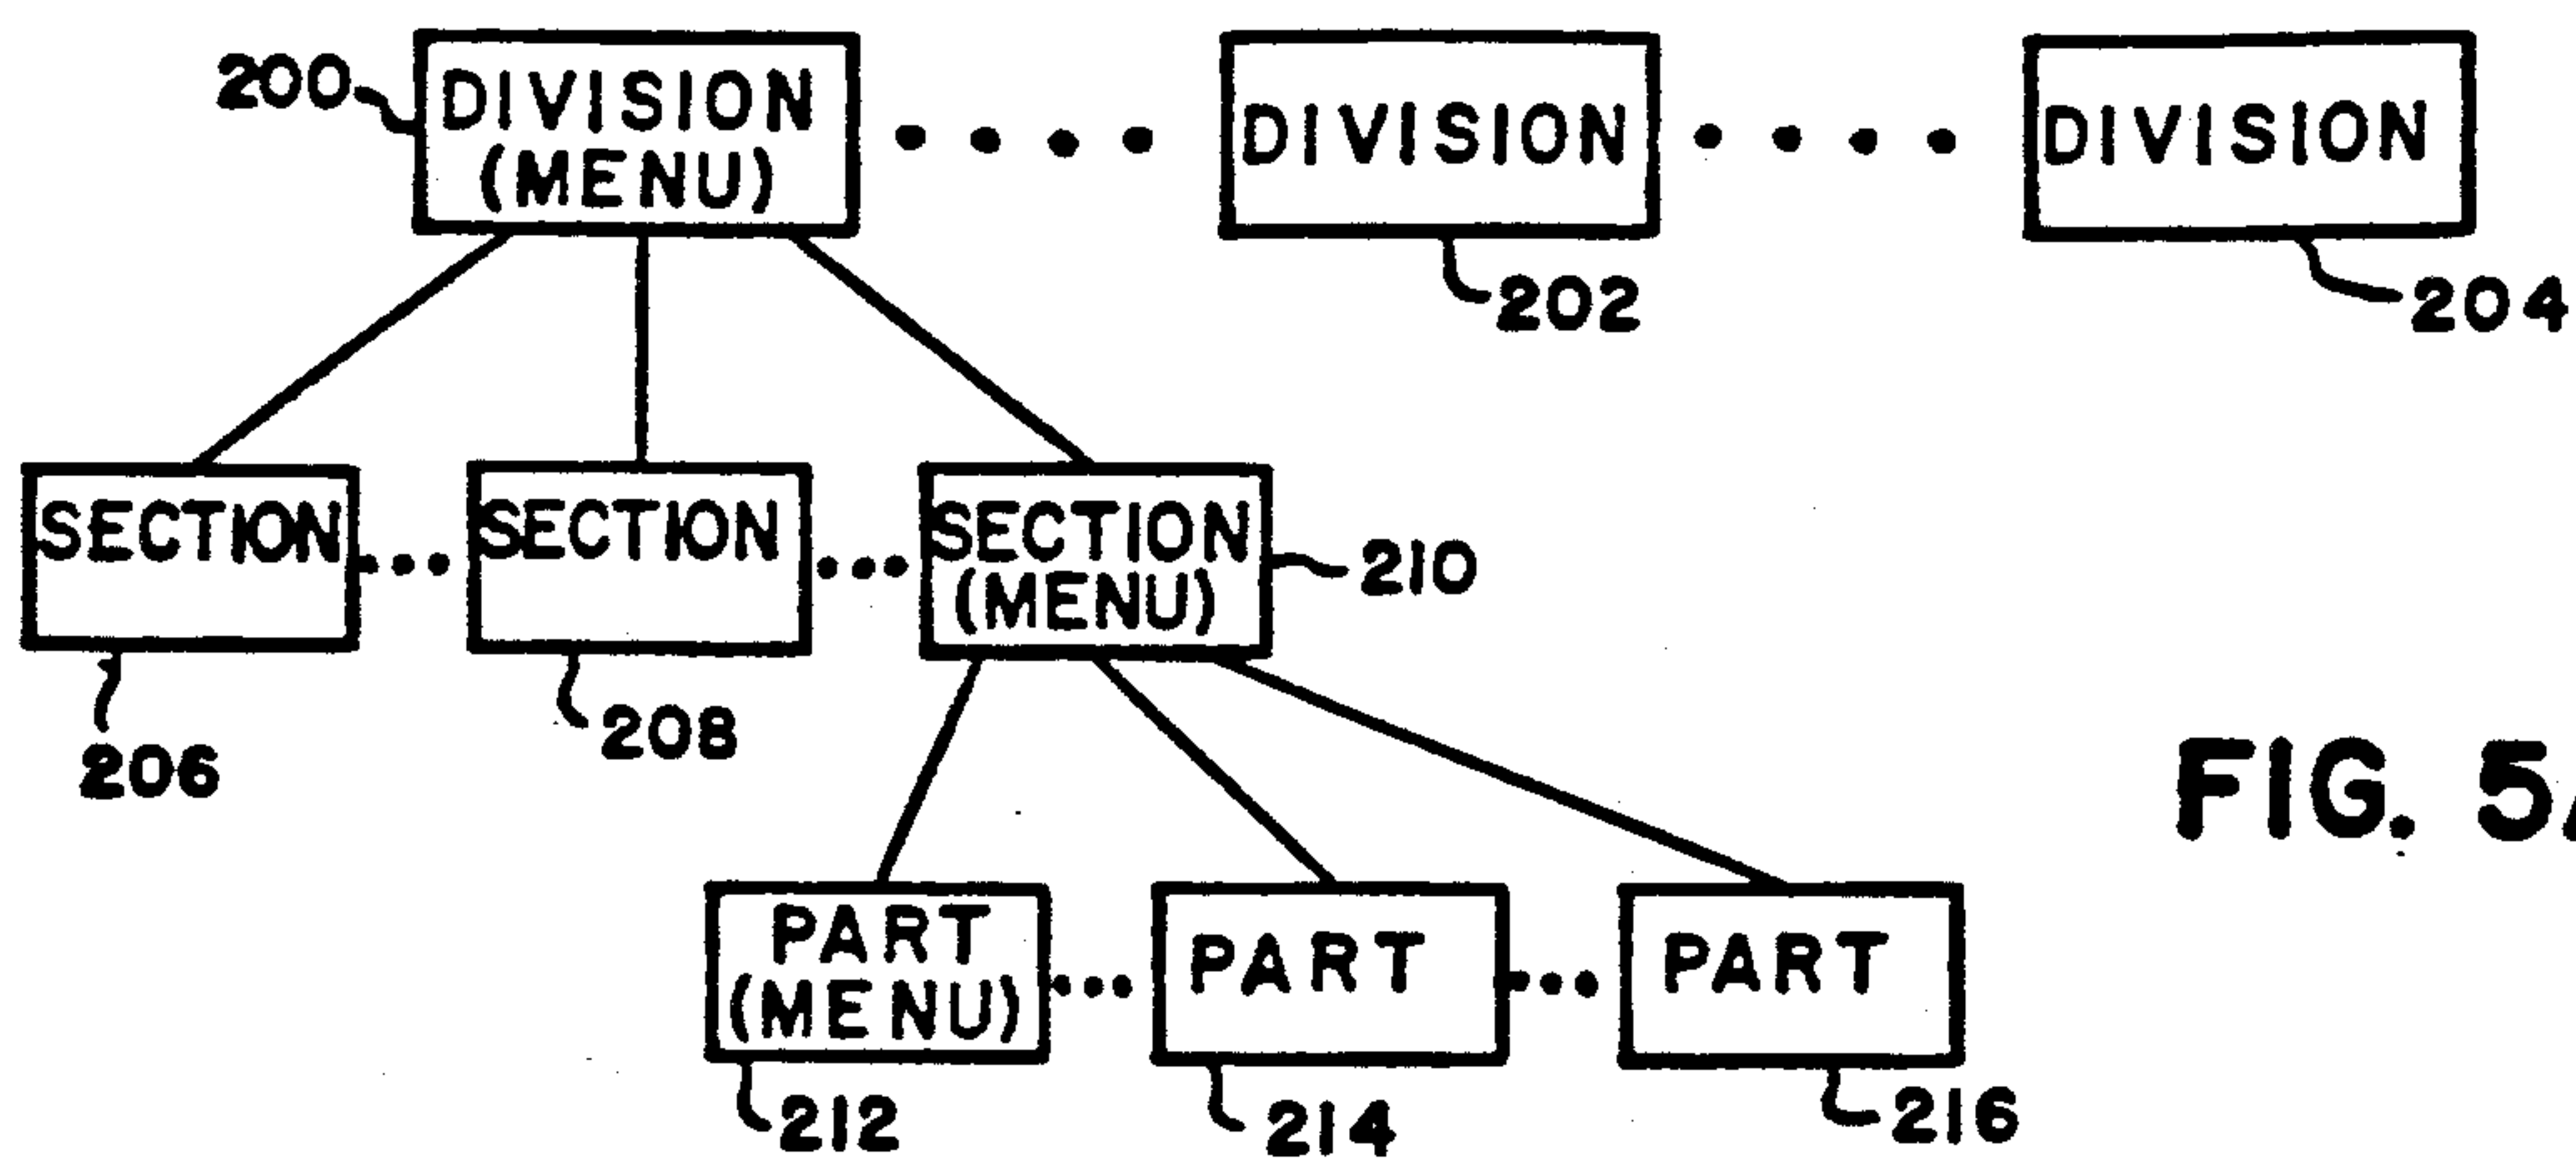 200 DIVISION DIVISION DIVISION
(MENU)
202 204
SECTION SECTION SECTION
(MENU) 210
206 208
FIG. 5
PART PART PART
(MENU)
212 214 216